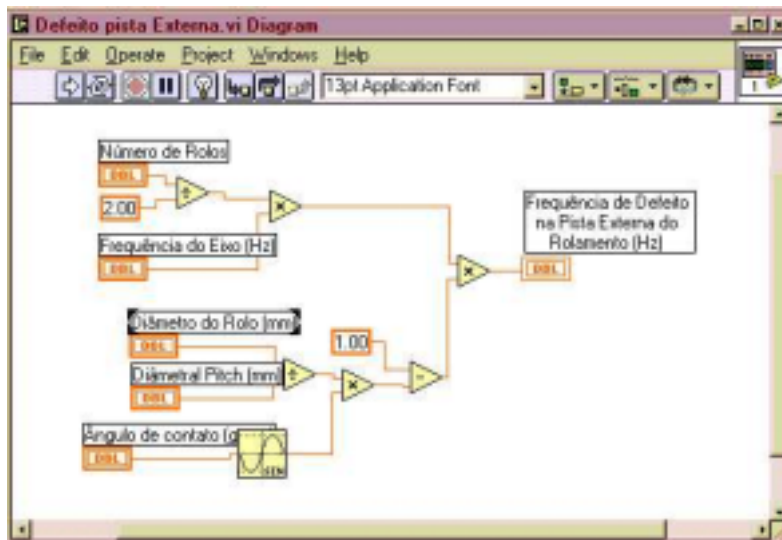 Defeito pista Externa.vi Diagram
File Edit Operate Project Windows Help
13pt Application Font
1
Número de Rolos
DBL
2.00
Frequência do Eixo (Hz)
DBL
Frequência de Defeito
na Pista Externa do
Rolamento (Hz)
DBL
Diâmetro do Rolo (mm)
DBL
1.00
Diâmetral Pitch (mm)
DBL
Ângulo de contato
DBL